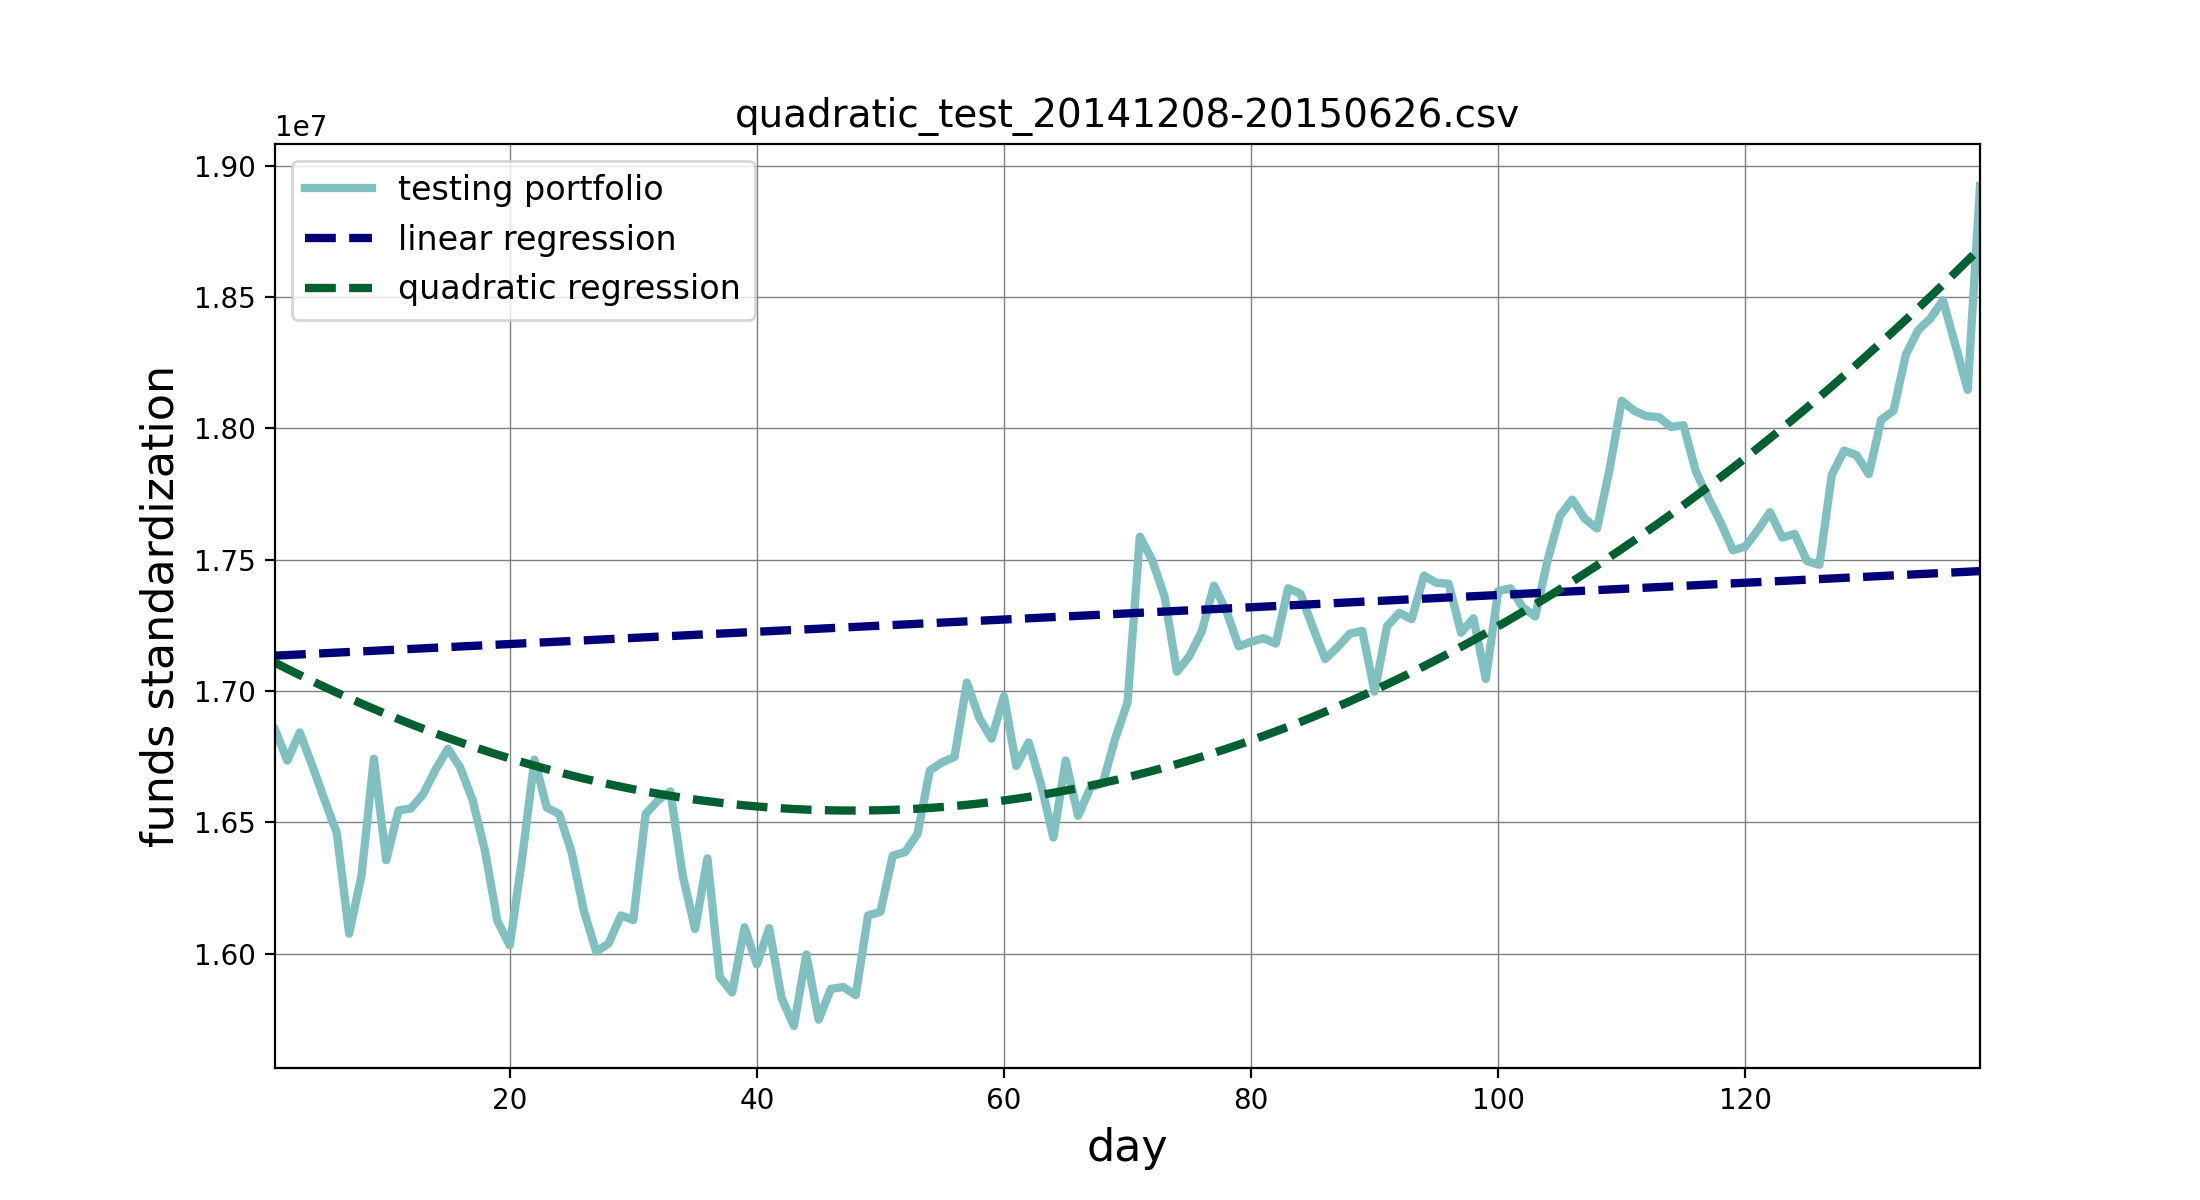 quadratic_test_20141208-20150626.csv
1e7
testing portfolio
linear regression
quadratic regression
funds standardization
1.90
1.85
1.80
1.75
1.70
1.65
1.60
20 40 60 80 100 120
day